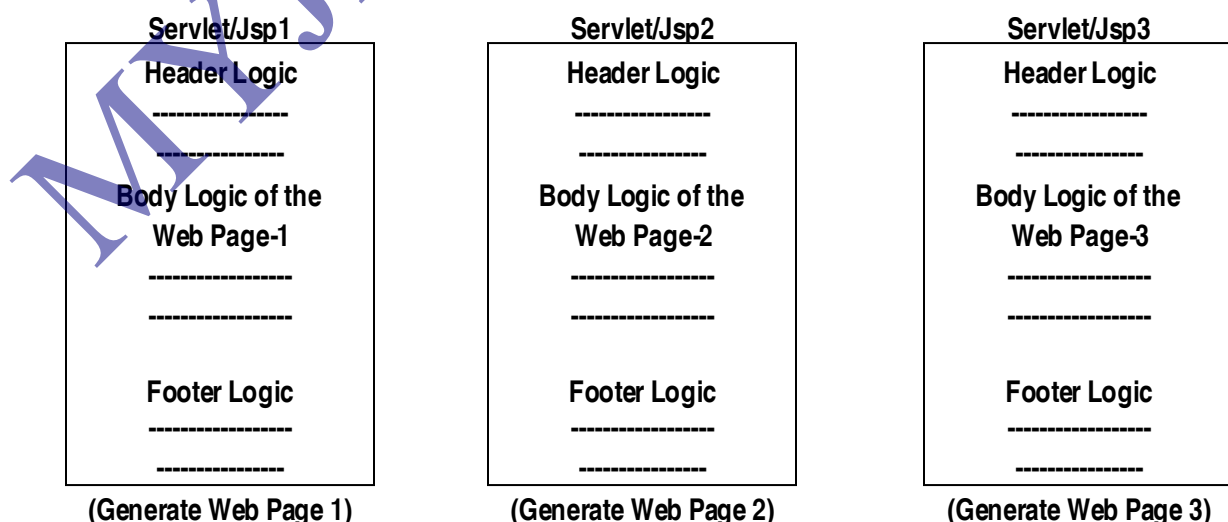 Servlet/Jsp1
Header Logic
-----------------
----------------
Body Logic of the
Web Page-1
------------------
------------------
Footer Logic
------------------
----------------
(Generate Web Page 1)
Servlet/Jsp2
Header Logic
-----------------
----------------
Body Logic of the
Web Page-2
------------------
------------------
Footer Logic
------------------
----------------
(Generate Web Page 2)
Servlet/Jsp3
Header Logic
-----------------
----------------
Body Logic of the
Web Page-3
------------------
------------------
Footer Logic
------------------
----------------
(Generate Web Page 3)